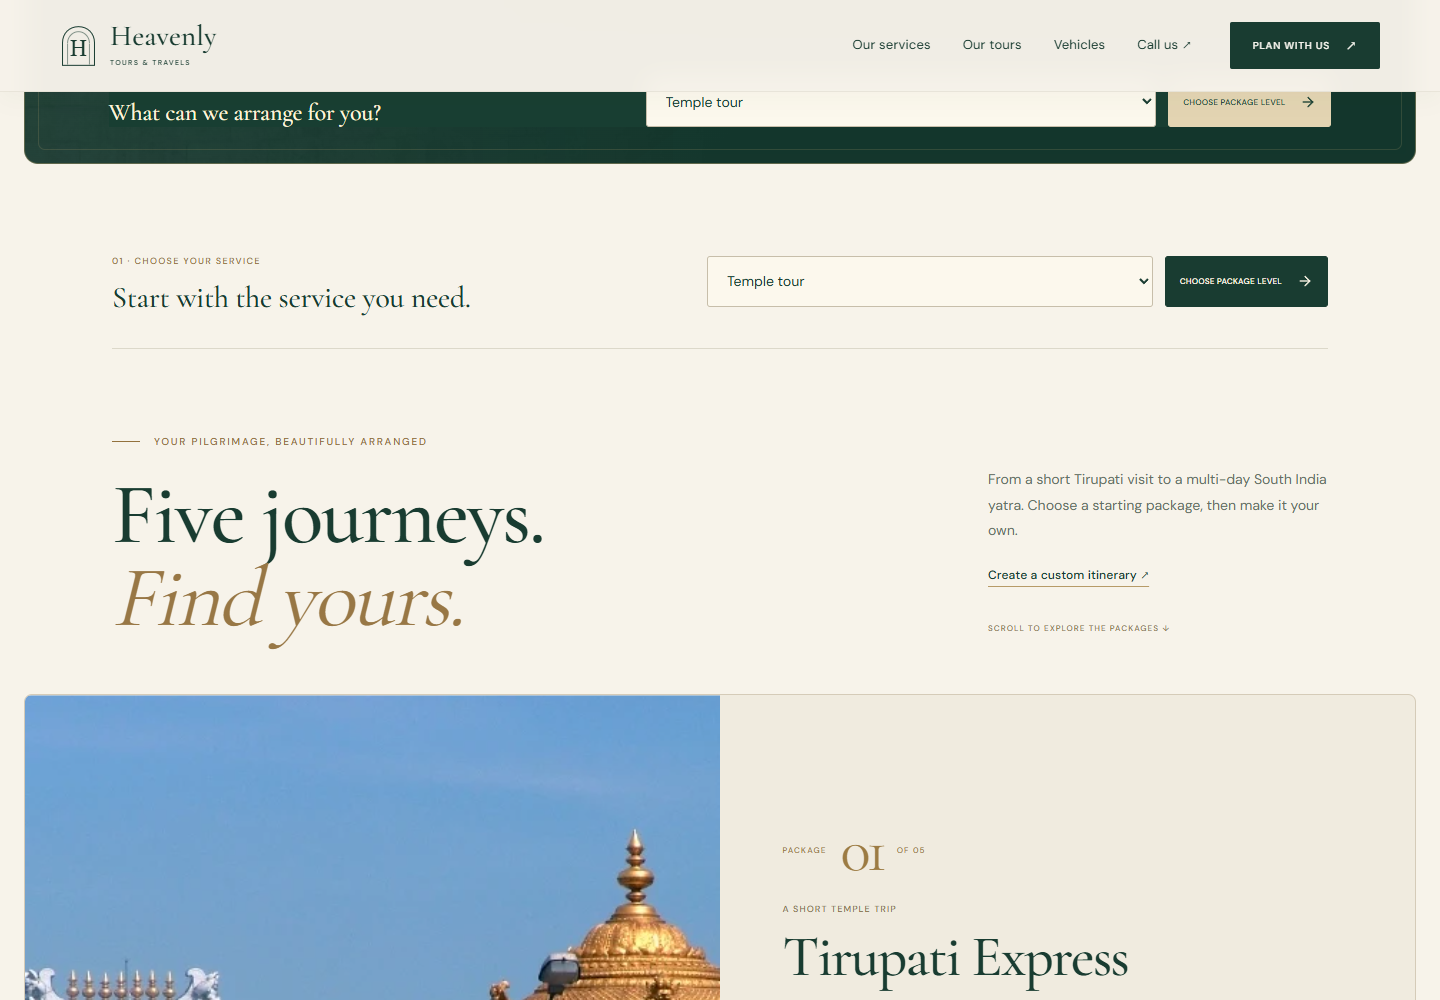 H
Heavenly
TOURS & TRAVELS
Our services
Our tours
Vehicles
Call us ↗
PLAN WITH US ↗
What can we arrange for you?
Temple tour
CHOOSE PACKAGE LEVEL →
01 · CHOOSE YOUR SERVICE
Start with the service you need.
Temple tour
CHOOSE PACKAGE LEVEL →
YOUR PILGRIMAGE, BEAUTIFULLY ARRANGED
Five journeys.
Find yours.
From a short Tirupati visit to a multi-day South India
yatra. Choose a starting package, then make it your
own.
Create a custom itinerary ↗
SCROLL TO EXPLORE THE PACKAGES ↓
PACKAGE 01 OF 05
A SHORT TEMPLE TRIP
Tirupati Express